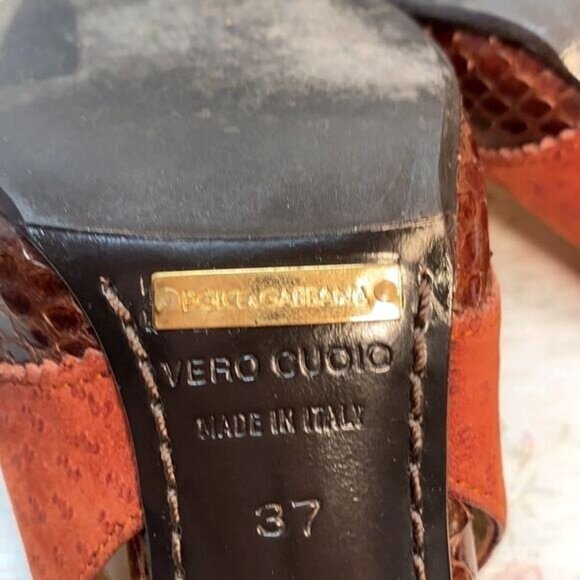 DOLCE & GABBANA
VERO CUOIO
MADE IN ITALY
37